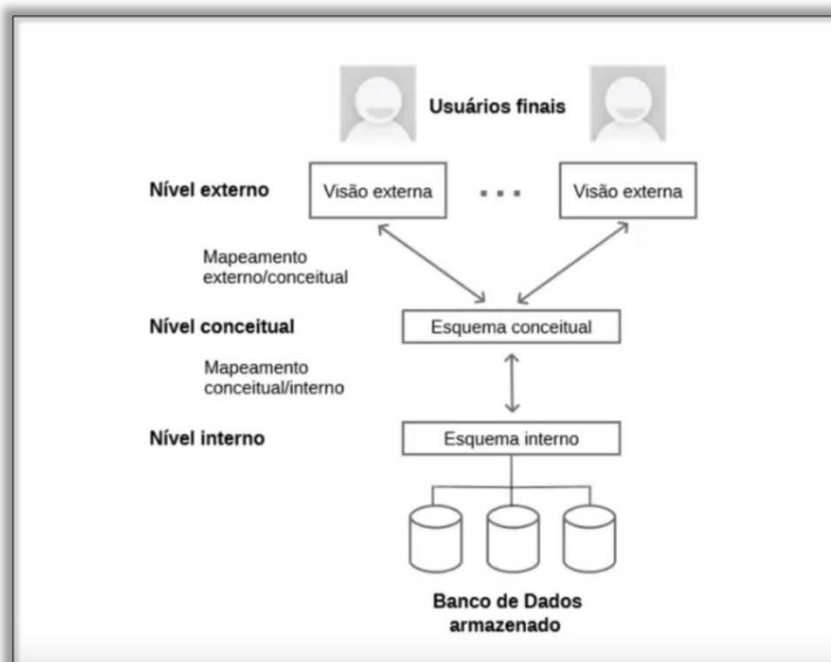 Usuários finais
Nível externo
Visão externa
Visão externa
Mapeamento
externo/conceitual
Nível conceitual
Esquema conceitual
Mapeamento
conceitual/interno
Nível interno
Esquema interno
Banco de Dados
armazenado